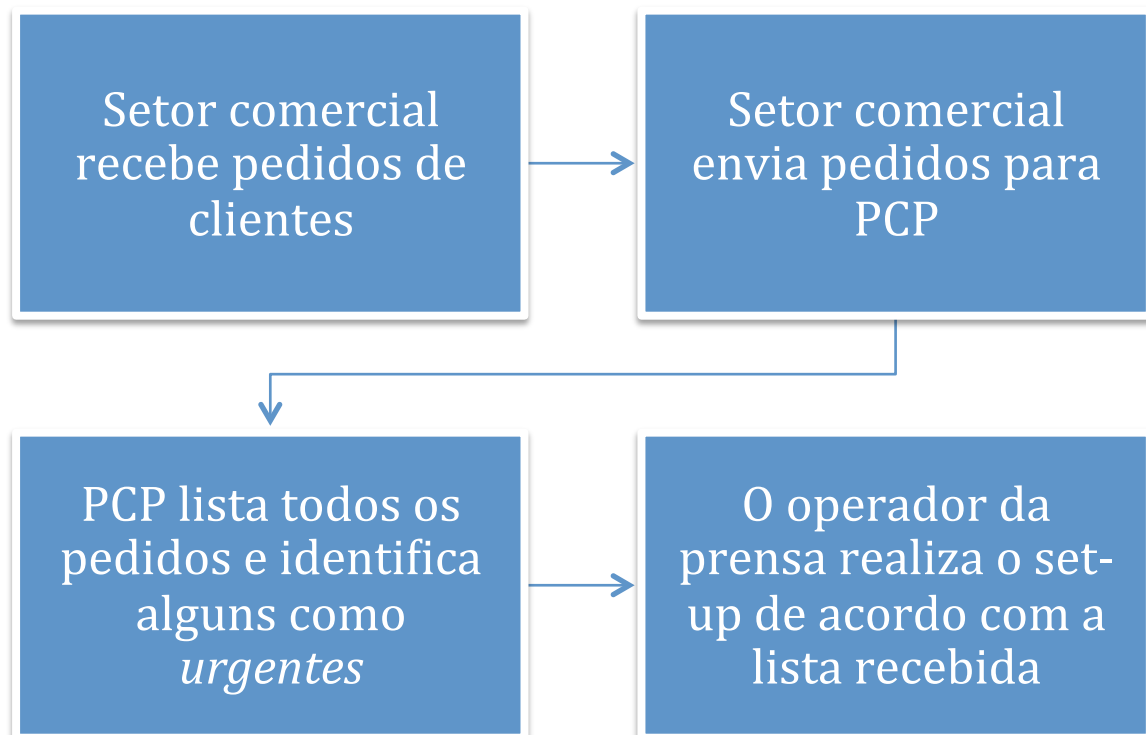 Setor comercial
recebe pedidos de
clientes
Setor comercial
envia pedidos para
PCP
PCP lista todos os
pedidos e identifica
alguns como
urgentes
O operador da
prensa realiza o set-
up de acordo com a
lista recebida